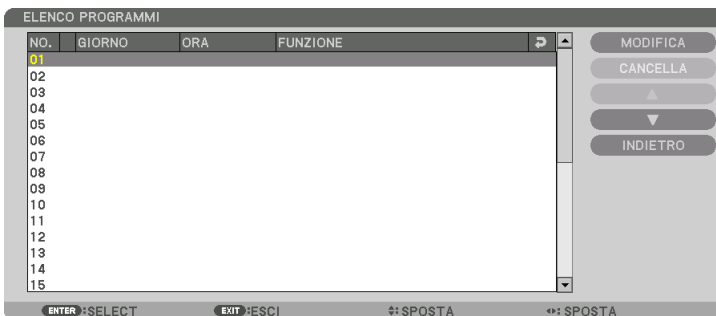 ELENCO PROGRAMMI
NO. GIORNO ORA FUNZIONE
01
02
03
04
05
06
07
08
09
10
11
12
13
14
15
MODIFICA
CANCELLA
INDIETRO
ENTER :SELECT EXIT :ESCI :SPOSTA :SPOSTA